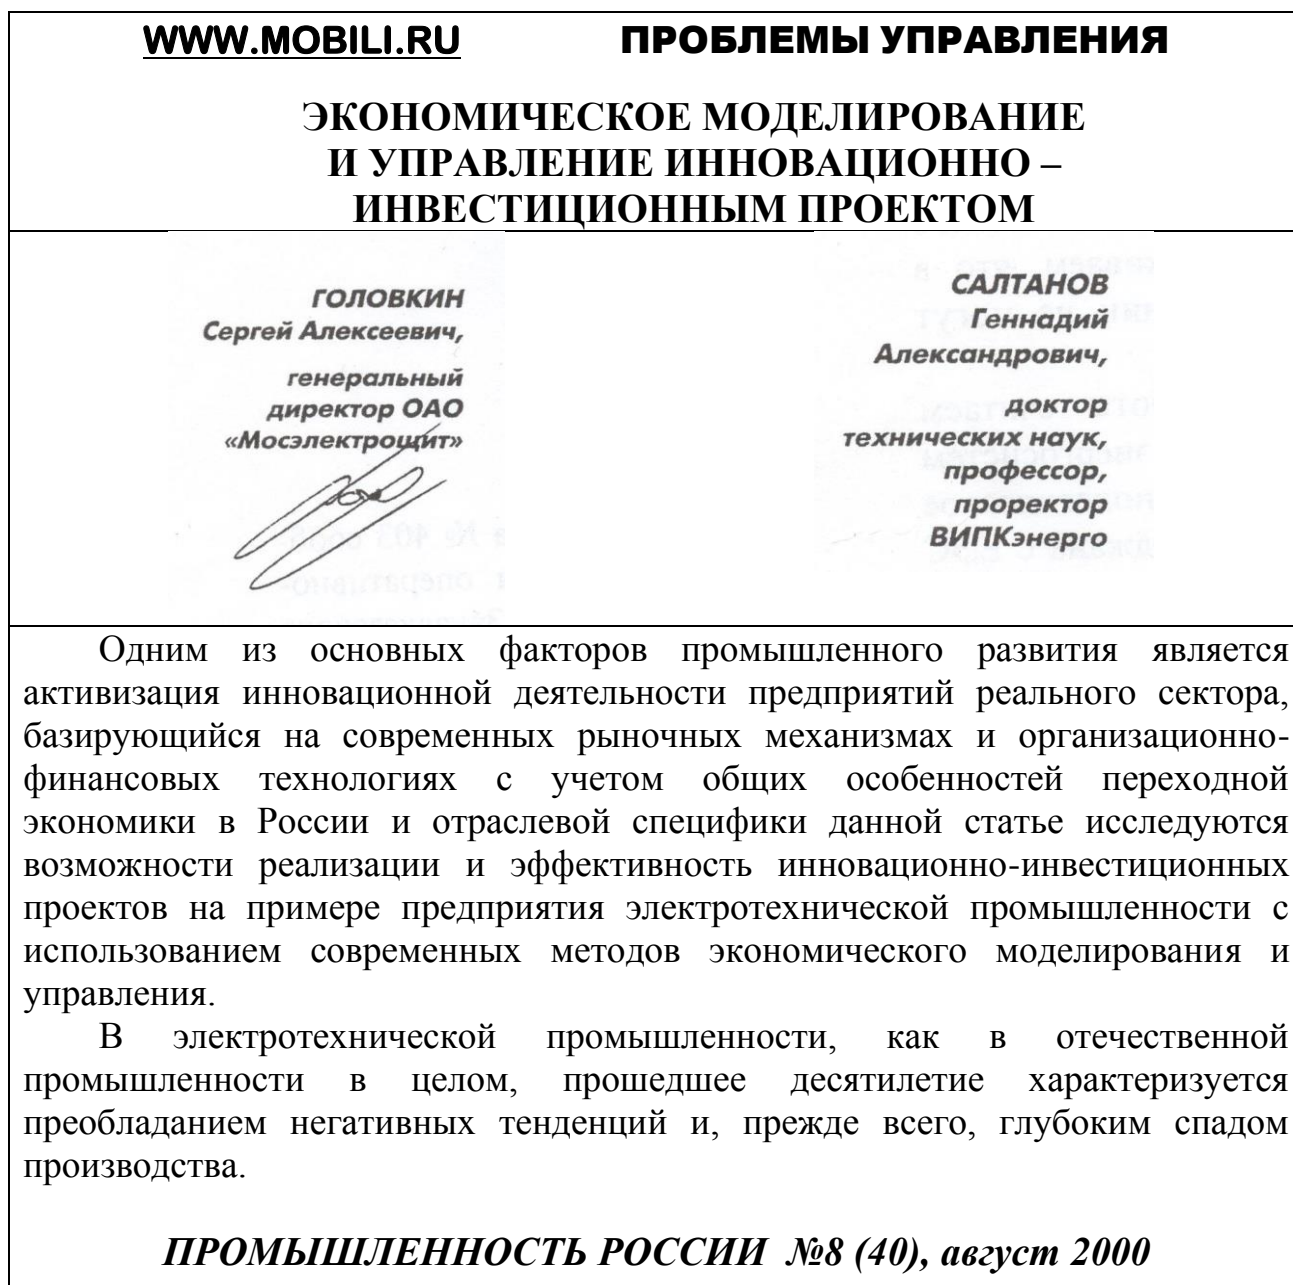 WWW.MOBILI.RU ПРОБЛЕМЫ УПРАВЛЕНИЯ
ЭКОНОМИЧЕСКОЕ МОДЕЛИРОВАНИЕ
И УПРАВЛЕНИЕ ИННОВАЦИОННО –
ИНВЕСТИЦИОННЫМ ПРОЕКТОМ
ГОЛОВКИН
Сергей Алексеевич,
генеральный
директор ОАО
«Мосэлектрощит»
САЛТАНОВ
Геннадий
Александрович,
доктор
технических наук,
профессор,
проректор
ВИПКэнерго
Одним из основных факторов промышленного развития является
активизация инновационной деятельности предприятий реального сектора,
базирующийся на современных рыночных механизмах и организационно-
финансовых технологиях с учетом общих особенностей переходной
экономики в России и отраслевой специфики данной статье исследуются
возможности реализации и эффективность инновационно-инвестиционных
проектов на примере предприятия электротехнической промышленности с
использованием современных методов экономического моделирования и
управления.
В электротехнической промышленности, как в отечественной
промышленности в целом, прошедшее десятилетие характеризуется
преобладанием негативных тенденций и, прежде всего, глубоким спадом
производства.
ПРОМЫШЛЕННОСТЬ РОССИИ №8 (40), август 2000